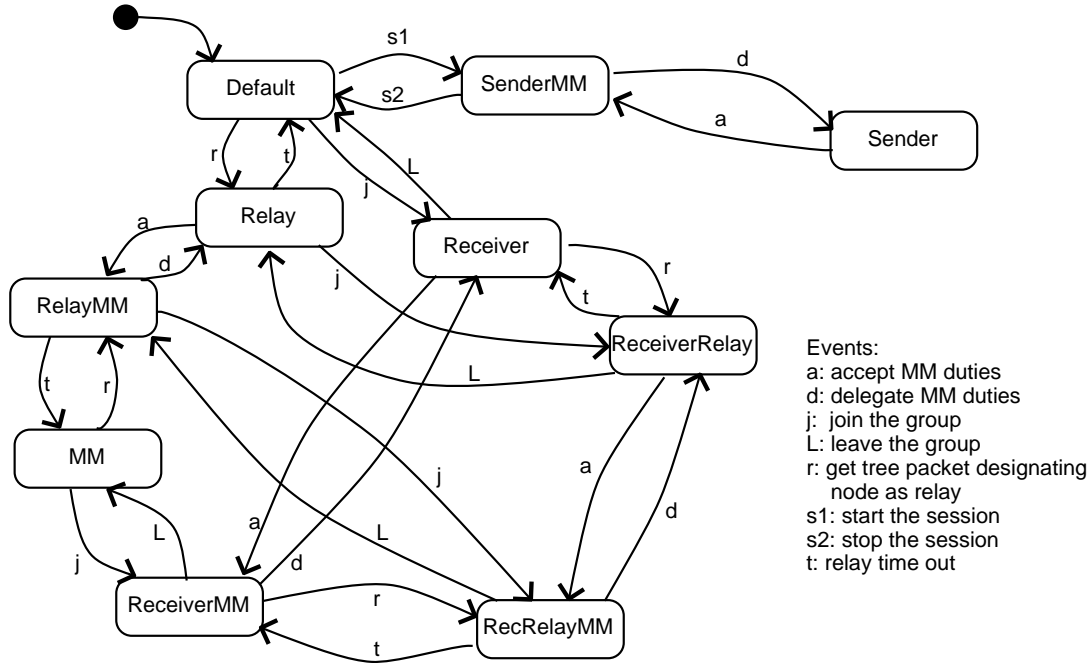 s1
Default
s2
SenderMM
d
a
Sender
r
t
j
L
Relay
Receiver
a
d
j
r
t
RelayMM
ReceiverRelay
L
t
r
MM
j
L
a
d
j
L
a
d
ReceiverMM
r
t
RecRelayMM
Events:
a: accept MM duties
d: delegate MM duties
j: join the group
L: leave the group
r: get tree packet designating
node as relay
s1: start the session
s2: stop the session
t: relay time out